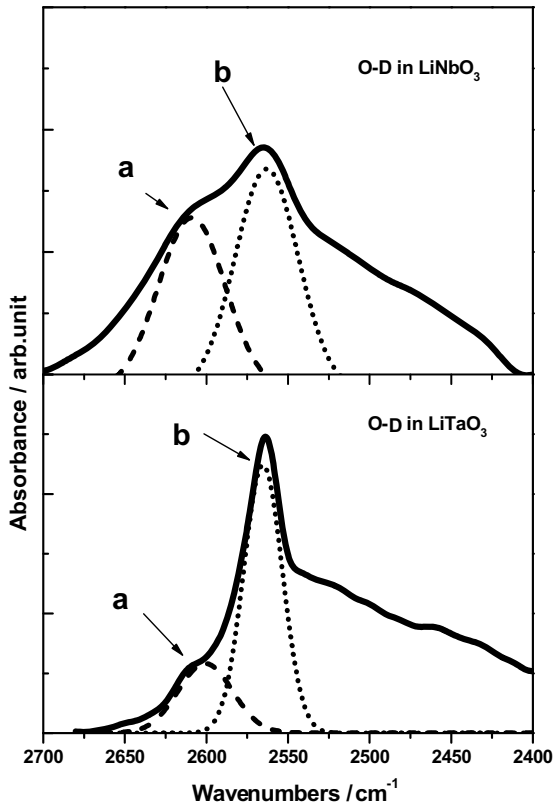 O-D in LiNbO₃
b
a
O-D in LiTaO₃
b
a
Absorbance / arb.unit
2700 2650 2600 2550 2500 2450 2400
Wavenumbers / cm⁻¹